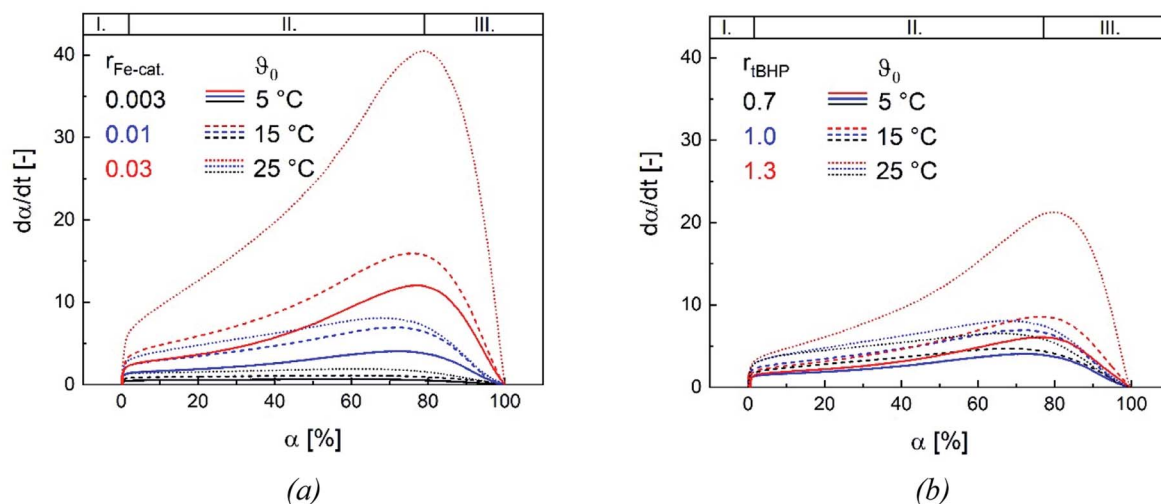 I. II. III.
r_Fe-cat. ϑ_0
0.003 5 °C
0.01 15 °C
0.03 25 °C
40
30
20
10
0
dα/dt [-]
0 20 40 60 80 100
α [%]
(a)
I. II. III.
r_tBHP ϑ_0
0.7 5 °C
1.0 15 °C
1.3 25 °C
40
30
20
10
0
dα/dt [-]
0 20 40 60 80 100
α [%]
(b)